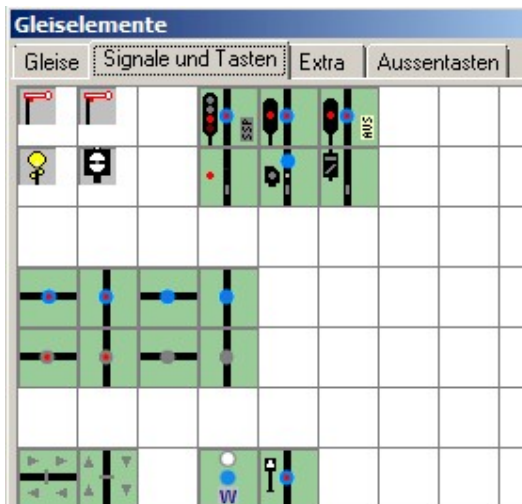 Gleiselemente
Gleise Signale und Tasten Extra Aussentasten
SSP AUS
W